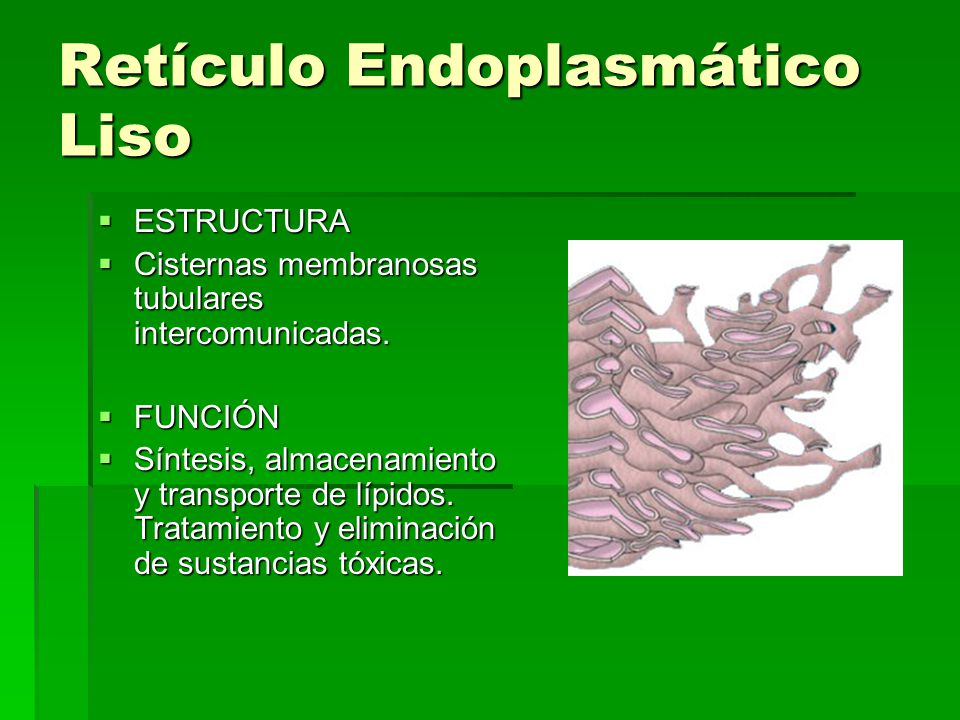 Retículo Endoplasmático
Liso
ESTRUCTURA
Cisternas membranosas
tubulares
intercomunicadas.
FUNCIÓN
Síntesis, almacenamiento
y transporte de lípidos.
Tratamiento y eliminación
de sustancias tóxicas.